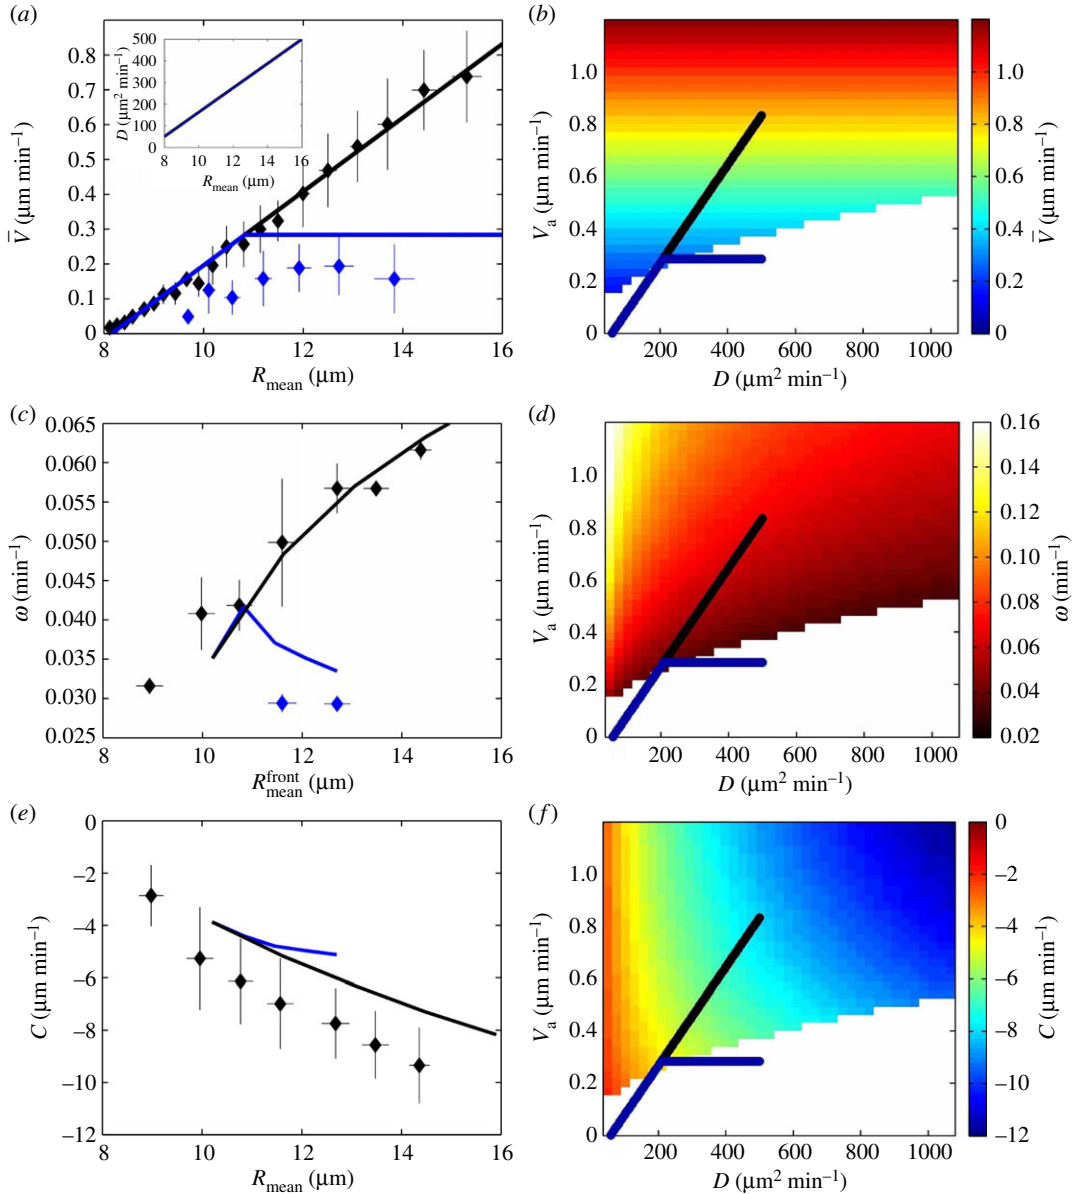 (a)
0.8
0.7
0.6
0.5
0.4
0.3
0.2
0.1
0
V̅ (µm min⁻¹)
8 10 12 14 16
R_mean (µm)
500
400
300
200
100
0
D (µm² min⁻¹)
8 10 12 14 16
R_mean (µm)
(b)
1.0
0.8
0.6
0.4
0.2
0
V_a (µm min⁻¹)
200 400 600 800 1000
D (µm² min⁻¹)
1.0
0.8
0.6
0.4
0.2
0
V̅ (µm min⁻¹)
(c)
0.065
0.060
0.055
0.050
0.045
0.040
0.035
0.030
0.025
ω (min⁻¹)
8 10 12 14 16
R_mean^front (µm)
(d)
1.0
0.8
0.6
0.4
0.2
0
V_a (µm min⁻¹)
200 400 600 800 1000
D (µm² min⁻¹)
0.16
0.14
0.12
0.10
0.08
0.06
0.04
0.02
ω (min⁻¹)
(e)
0
−2
−4
−6
−8
−10
−12
C (µm min⁻¹)
8 10 12 14 16
R_mean (µm)
(f)
1.0
0.8
0.6
0.4
0.2
0
V_a (µm min⁻¹)
200 400 600 800 1000
D (µm² min⁻¹)
0
−2
−4
−6
−8
−10
−12
C (µm min⁻¹)